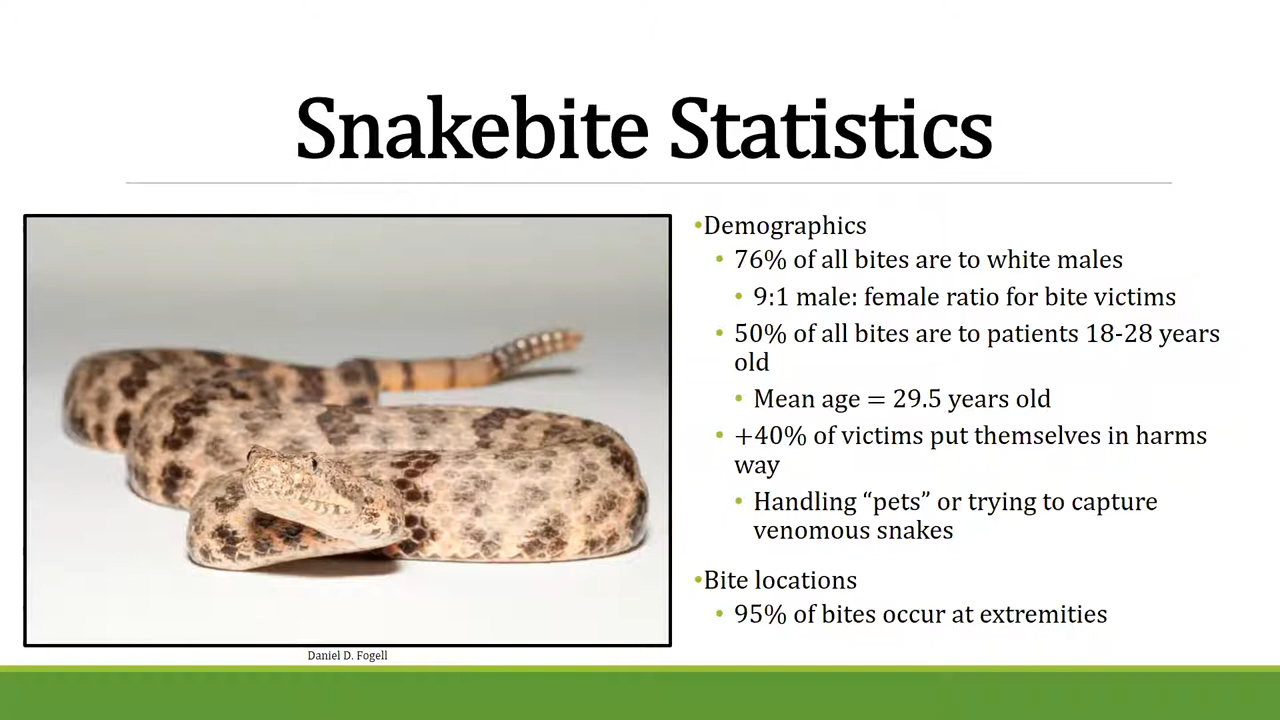 Snakebite Statistics
•Demographics
• 76% of all bites are to white males
• 9:1 male: female ratio for bite victims
• 50% of all bites are to patients 18-28 years
old
• Mean age = 29.5 years old
• +40% of victims put themselves in harms
way
• Handling “pets” or trying to capture
venomous snakes
•Bite locations
• 95% of bites occur at extremities
Daniel D. Fogell